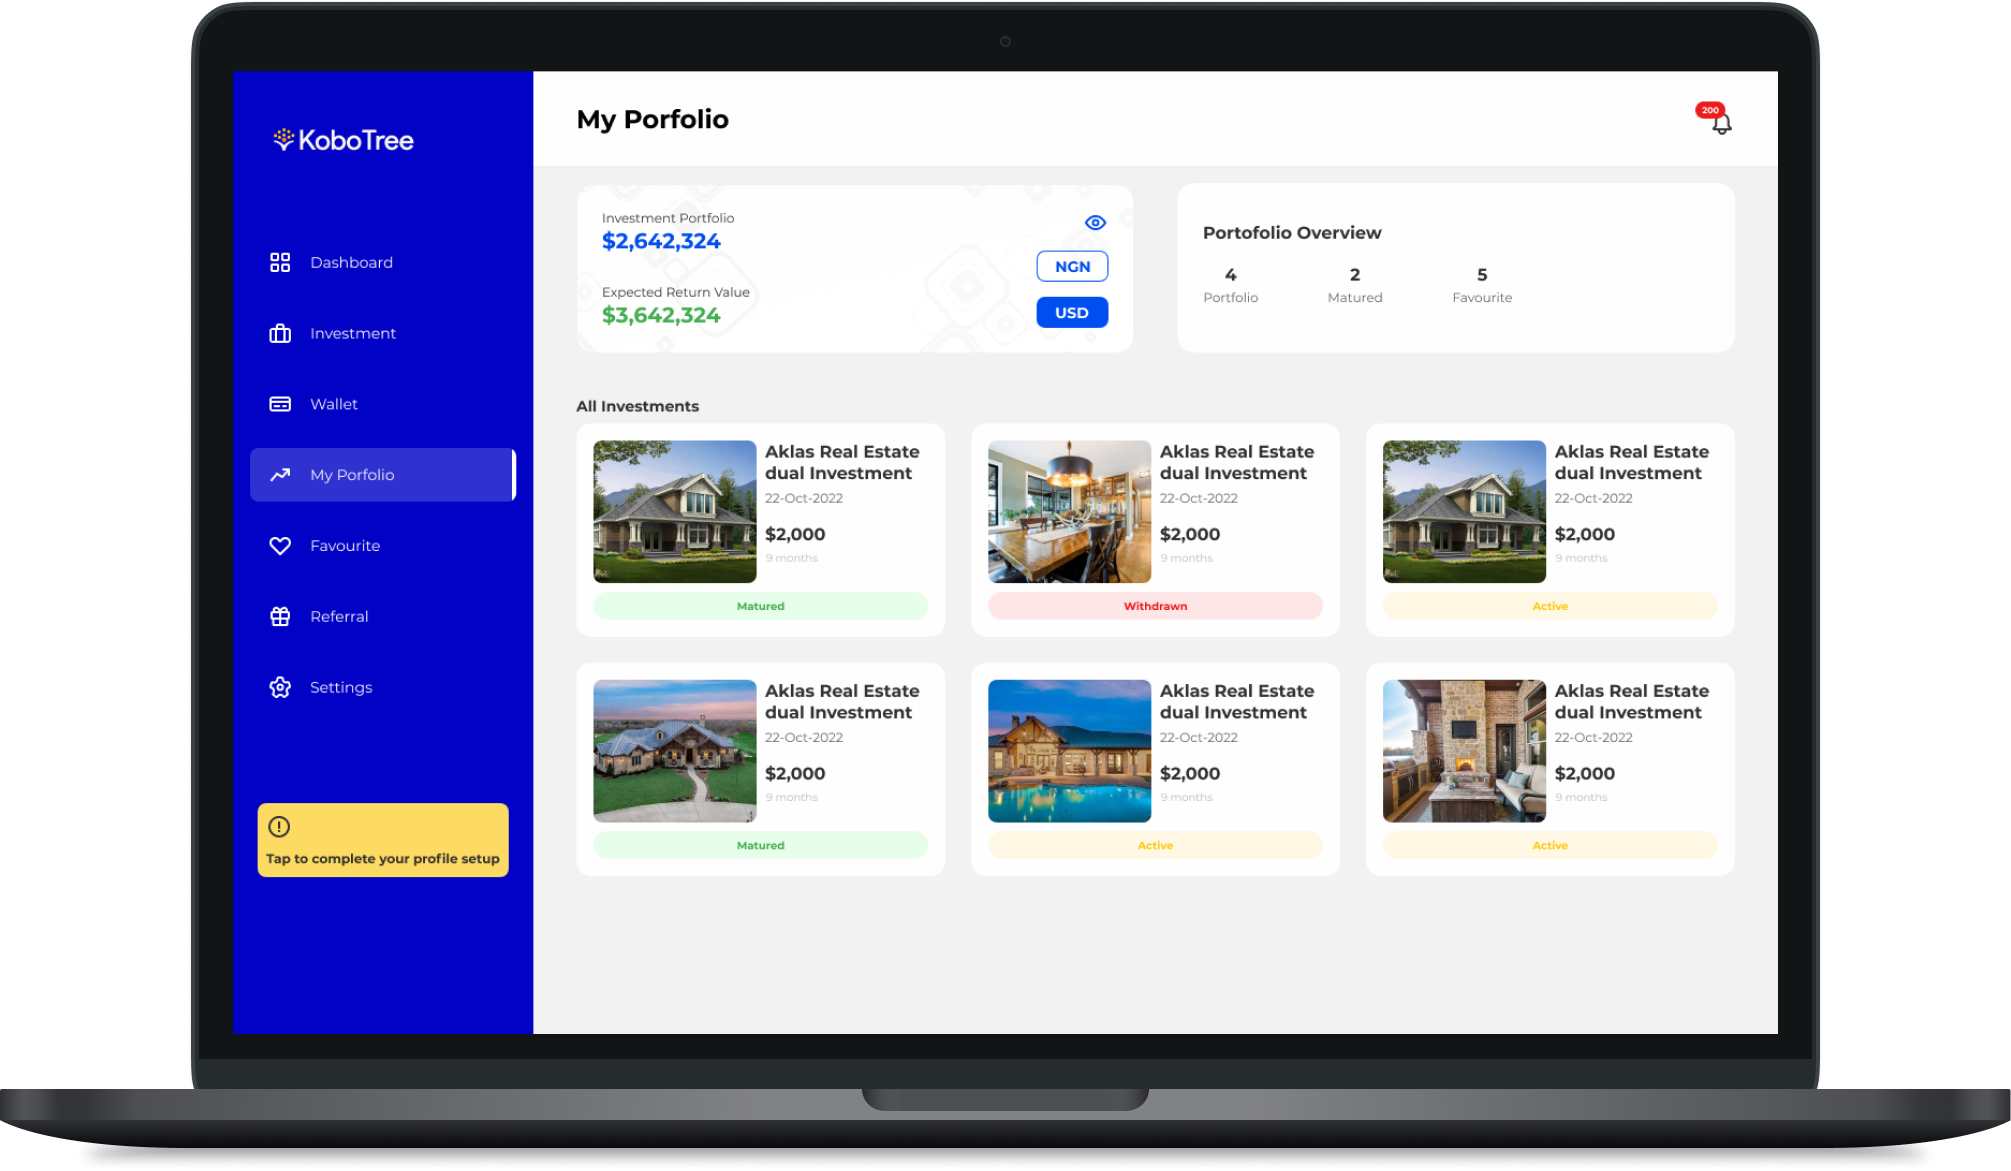 KoboTree
Dashboard
Investment
Wallet
My Porfolio
Favourite
Referral
Settings
Tap to complete your profile setup
My Porfolio
200
Investment Portfolio
$2,642,324
Expected Return Value
$3,642,324
NGN
USD
Portofolio Overview
4
Portfolio
2
Matured
5
Favourite
All Investments
Aklas Real Estate
dual Investment
22-Oct-2022
$2,000
9 months
Matured
Aklas Real Estate
dual Investment
22-Oct-2022
$2,000
9 months
Withdrawn
Aklas Real Estate
dual Investment
22-Oct-2022
$2,000
9 months
Active
Aklas Real Estate
dual Investment
22-Oct-2022
$2,000
9 months
Matured
Aklas Real Estate
dual Investment
22-Oct-2022
$2,000
9 months
Active
Aklas Real Estate
dual Investment
22-Oct-2022
$2,000
9 months
Active